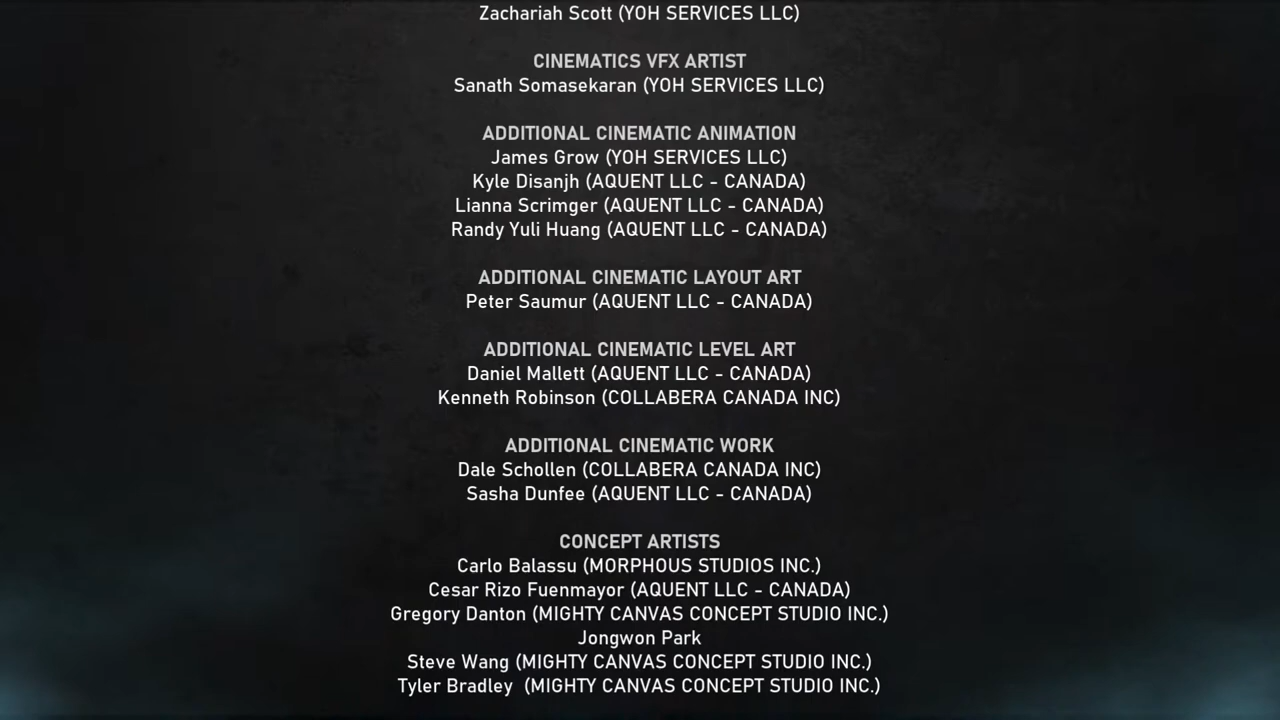 Zachariah Scott (YOH SERVICES LLC)
CINEMATICS VFX ARTIST
Sanath Somasekaran (YOH SERVICES LLC)
ADDITIONAL CINEMATIC ANIMATION
James Grow (YOH SERVICES LLC)
Kyle Disanjh (AQUENT LLC - CANADA)
Lianna Scrimger (AQUENT LLC - CANADA)
Randy Yuli Huang (AQUENT LLC - CANADA)
ADDITIONAL CINEMATIC LAYOUT ART
Peter Saumur (AQUENT LLC - CANADA)
ADDITIONAL CINEMATIC LEVEL ART
Daniel Mallett (AQUENT LLC - CANADA)
Kenneth Robinson (COLLABERA CANADA INC)
ADDITIONAL CINEMATIC WORK
Dale Schollen (COLLABERA CANADA INC)
Sasha Dunfee (AQUENT LLC - CANADA)
CONCEPT ARTISTS
Carlo Balassu (MORPHOUS STUDIOS INC.)
Cesar Rizo Fuenmayor (AQUENT LLC - CANADA)
Gregory Danton (MIGHTY CANVAS CONCEPT STUDIO INC.)
Jongwon Park
Steve Wang (MIGHTY CANVAS CONCEPT STUDIO INC.)
Tyler Bradley  (MIGHTY CANVAS CONCEPT STUDIO INC.)